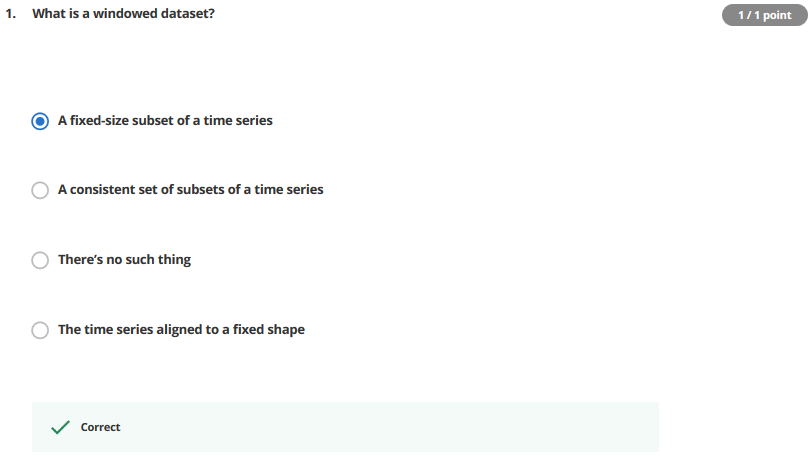 1. What is a windowed dataset?
1 / 1 point
A fixed-size subset of a time series
A consistent set of subsets of a time series
There’s no such thing
The time series aligned to a fixed shape
Correct